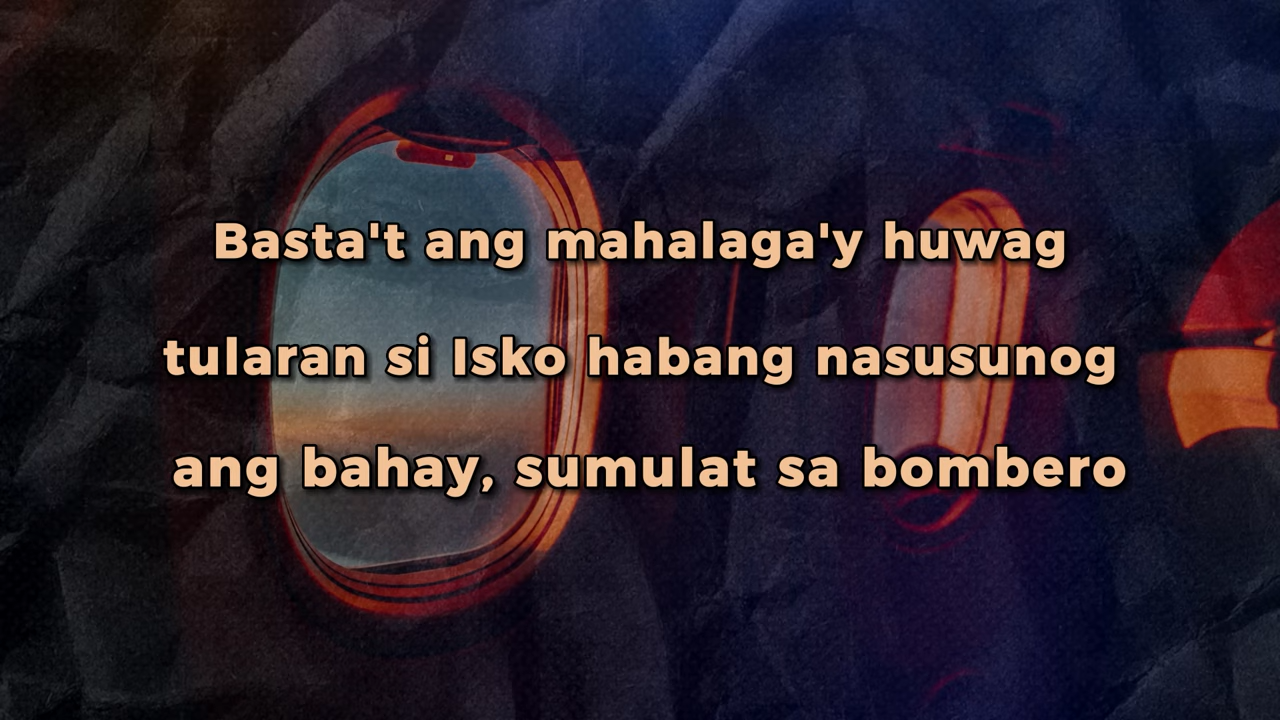 Basta't ang mahalaga'y huwag
tularan si Isko habang nasusunog
ang bahay, sumulat sa bombero